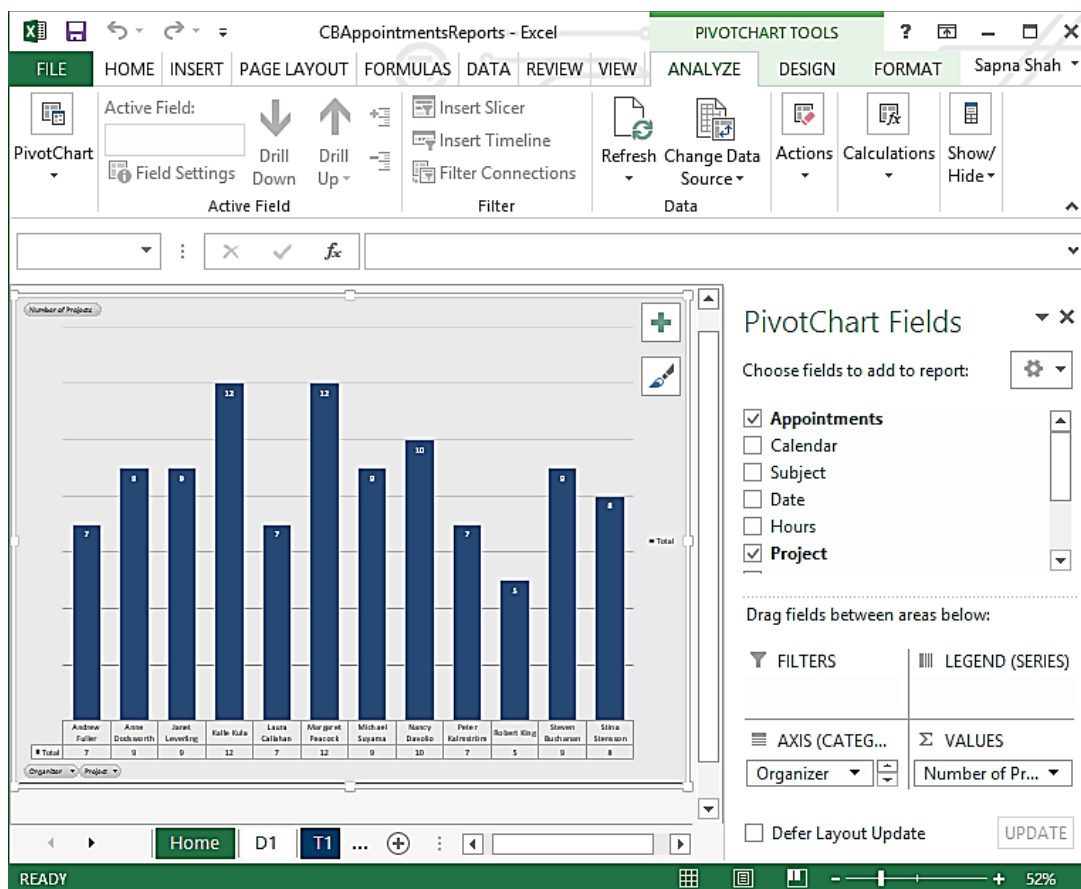 CBAppointmentsReports - Excel
PIVOTCHART TOOLS
?
FILE HOME INSERT PAGE LAYOUT FORMULAS DATA REVIEW VIEW ANALYZE DESIGN FORMAT Sapna Shah
PivotChart
Active Field:
Field Settings
Drill Down
Drill Up
Active Field
Insert Slicer
Insert Timeline
Filter Connections
Filter
Refresh
Change Data Source
Data
Actions
Calculations
Show/
Hide
fx
Number of Projects
7 9 9 12 7 12 9 10 7 5 9 8
Total
Andrew Fuller
Anne Dodsworth
Janet Leverling
Kalle Kula
Laura Callahan
Margaret Peacock
Michael Suyama
Nancy Davolio
Peter Kalmström
Robert King
Steven Buchanan
Stina Stensson
Total 7 9 9 12 7 12 9 10 7 5 9 8
Organizer Project
PivotChart Fields
Choose fields to add to report:
Appointments
Calendar
Subject
Date
Hours
Project
Drag fields between areas below:
FILTERS
LEGEND (SERIES)
AXIS (CATEG...
Σ VALUES
Organizer
Number of Pr...
Defer Layout Update
UPDATE
Home D1 T1 ...
READY
52%